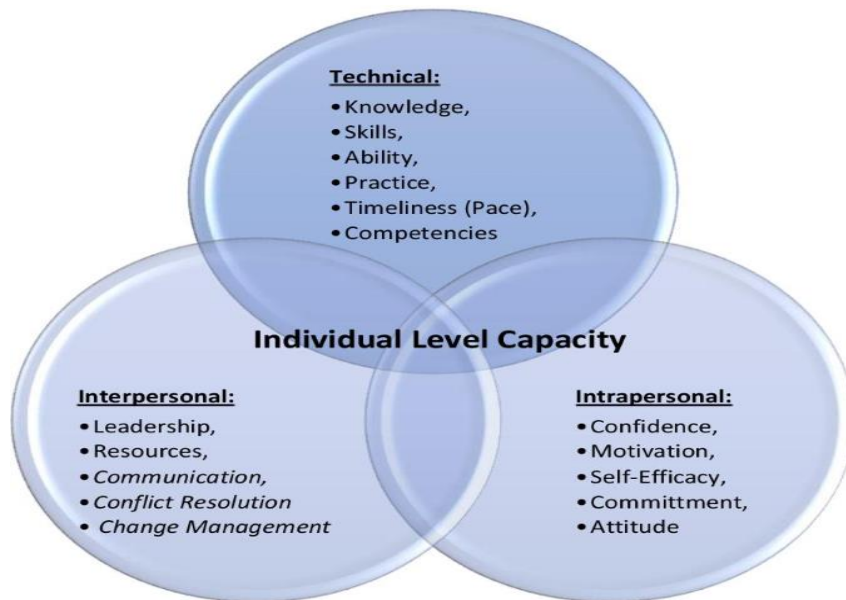 Technical:
• Knowledge,
• Skills,
• Ability,
• Practice,
• Timeliness (Pace),
• Competencies
Individual Level Capacity
Interpersonal:
• Leadership,
• Resources,
• Communication,
• Conflict Resolution
• Change Management
Intrapersonal:
• Confidence,
• Motivation,
• Self-Efficacy,
• Committment,
• Attitude